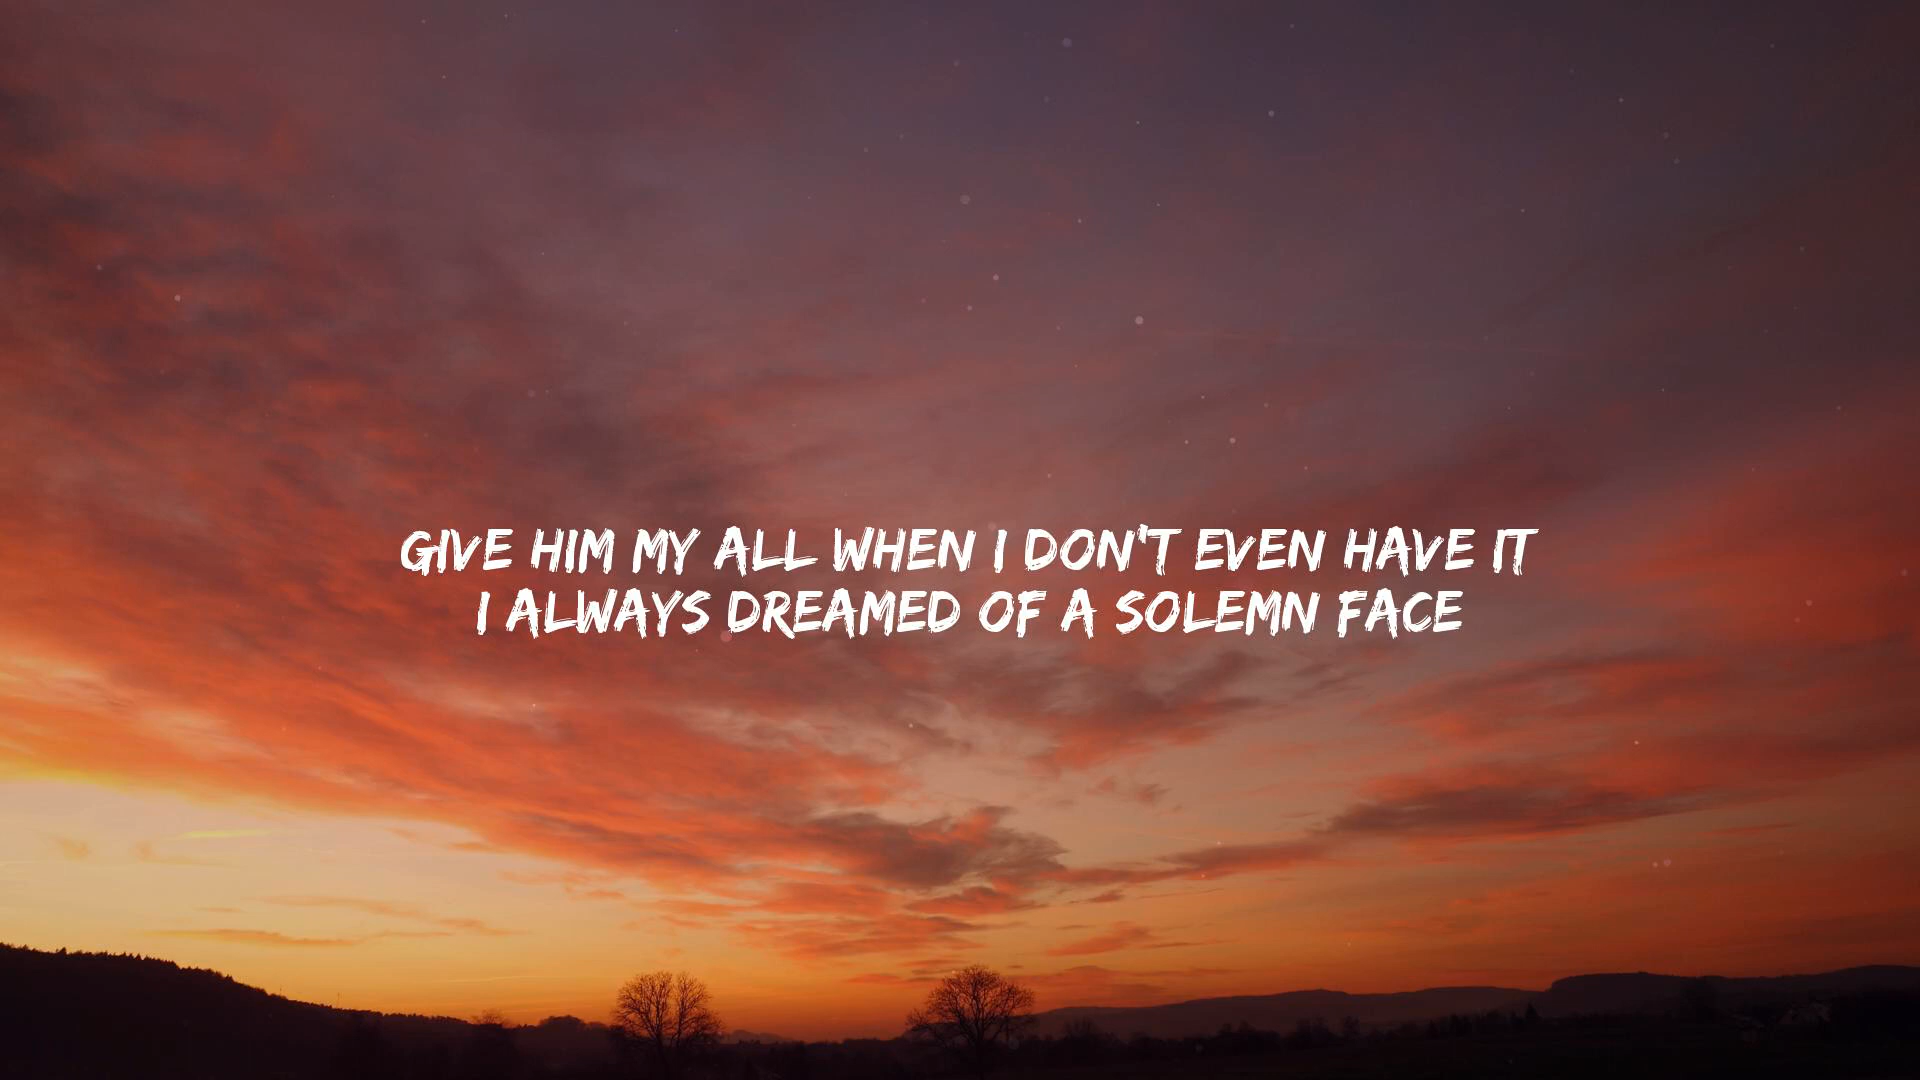 GIVE HIM MY ALL WHEN I DON'T EVEN HAVE IT
I ALWAYS DREAMED OF A SOLEMN FACE